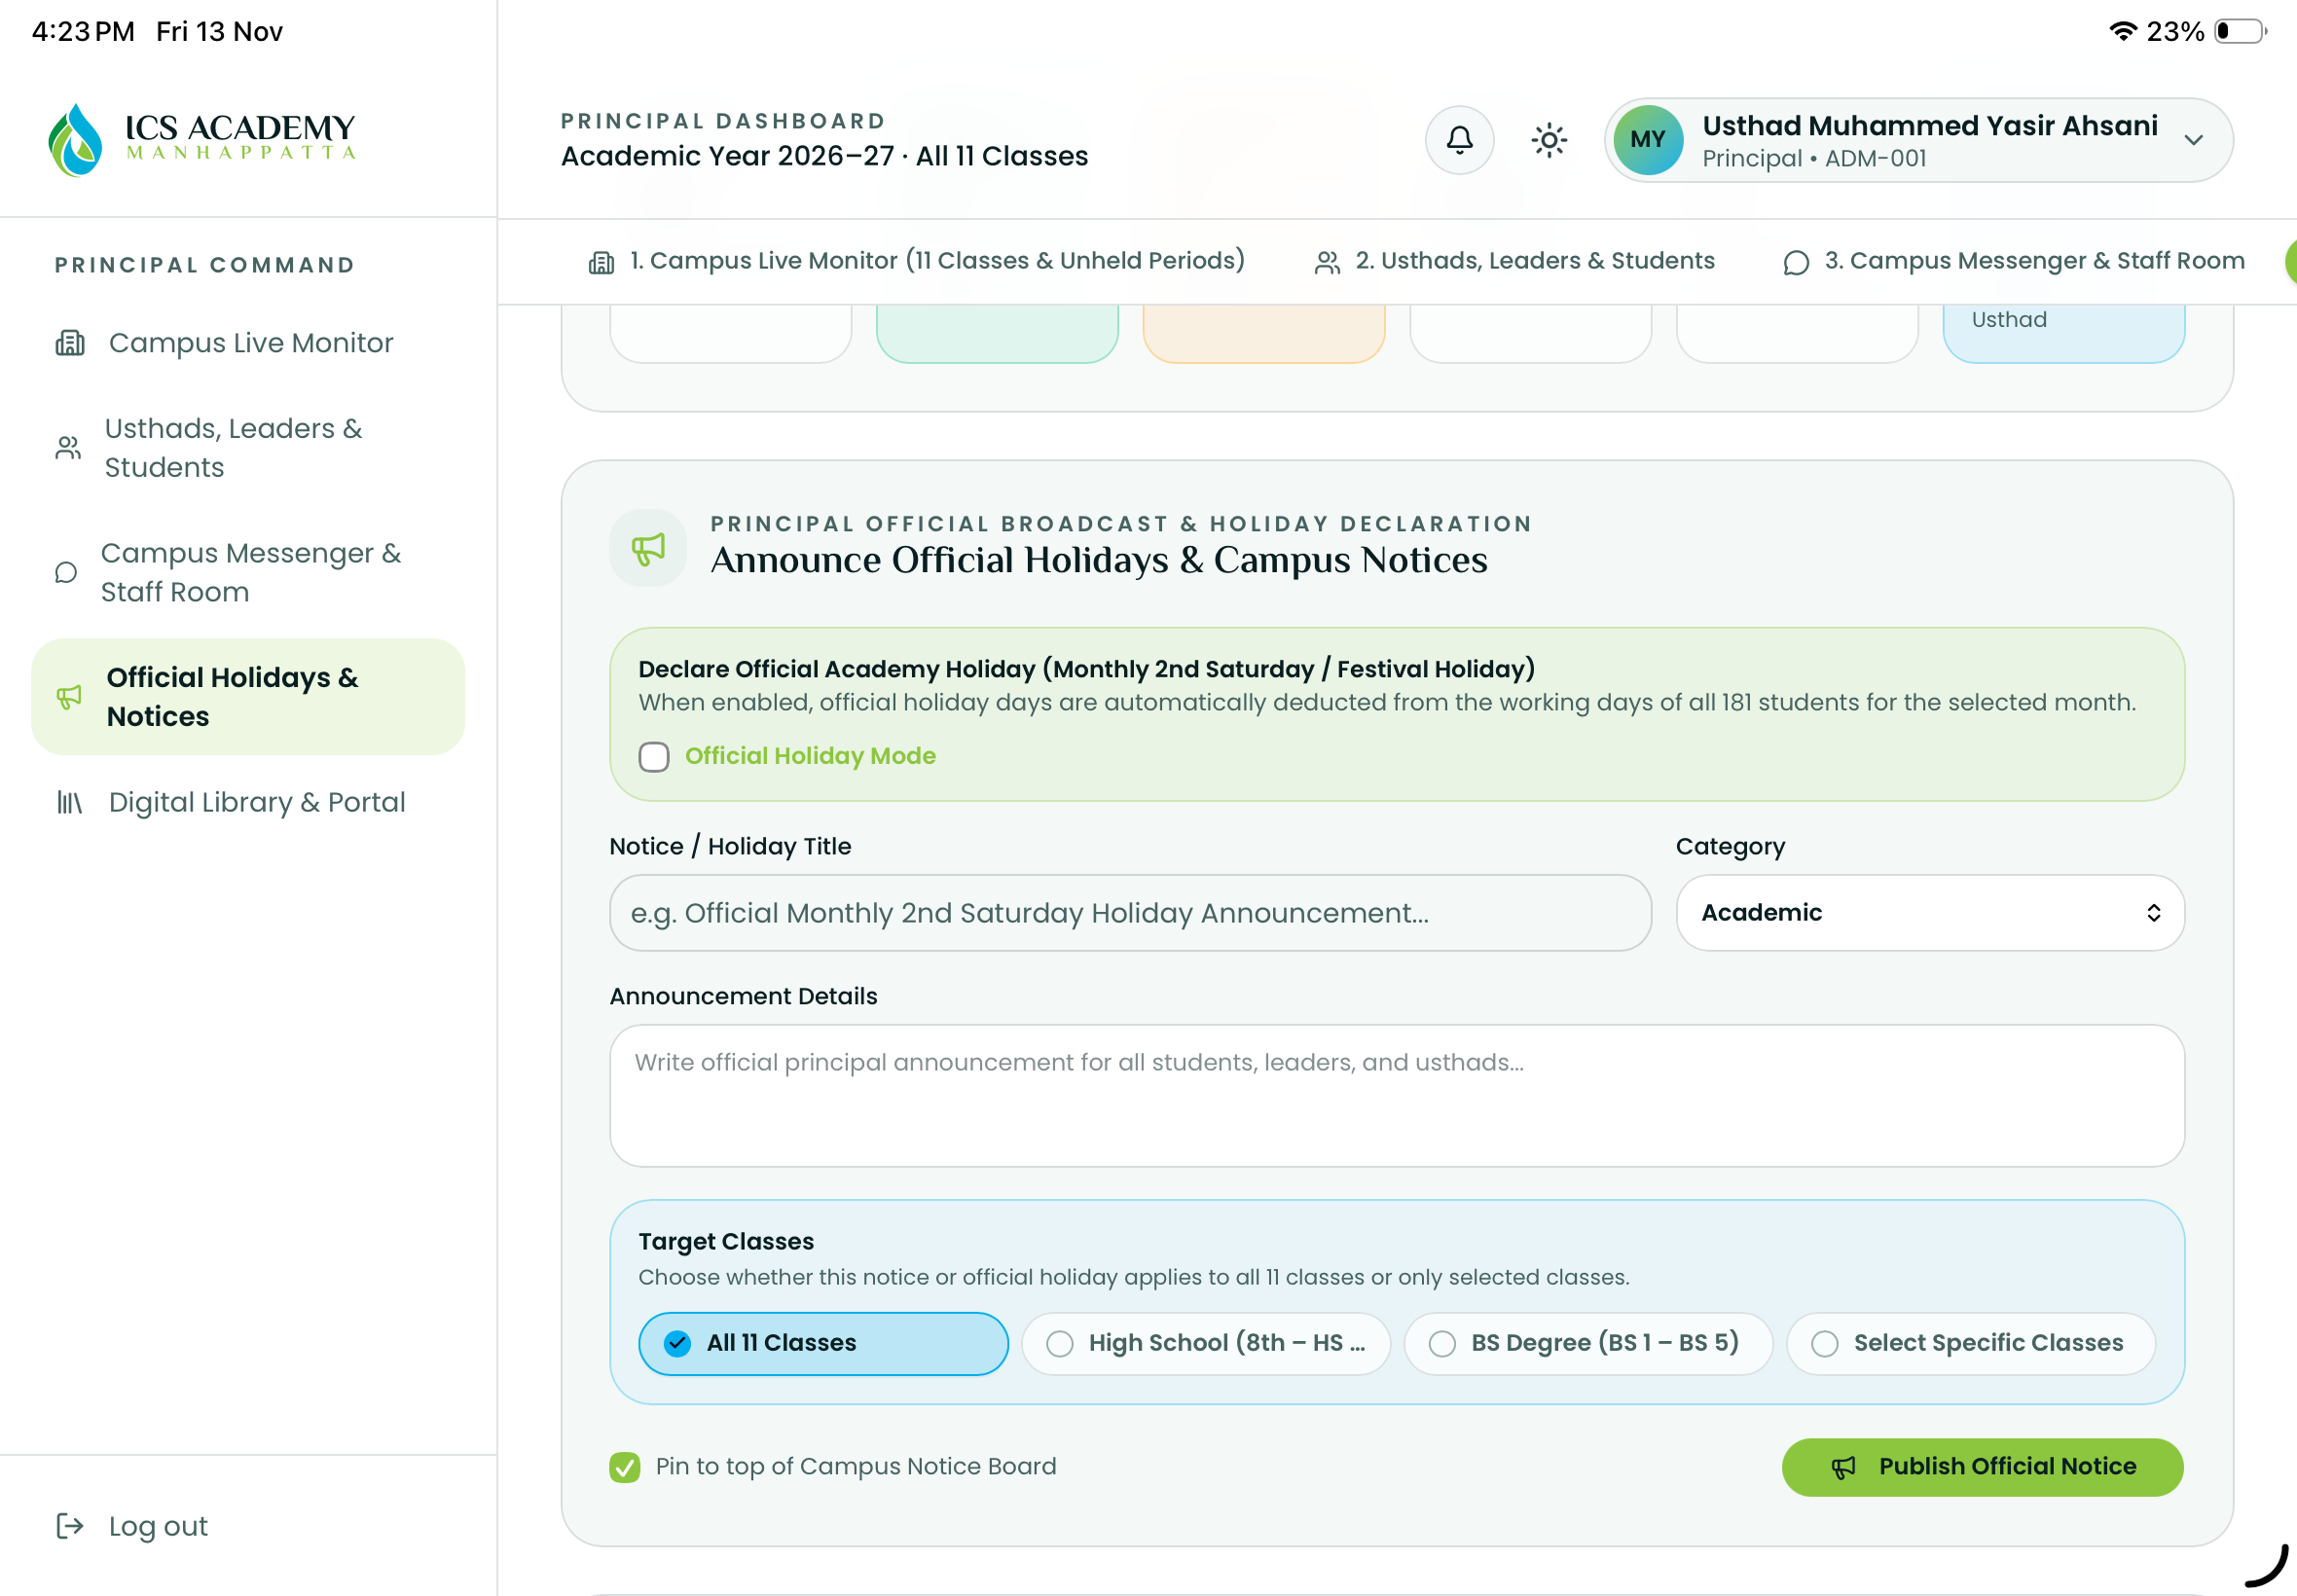 4:23 PM Fri 13 Nov
23%
ICS ACADEMY
MANHAPPATTA
PRINCIPAL COMMAND
Campus Live Monitor
Usthads, Leaders &
Students
Campus Messenger &
Staff Room
Official Holidays &
Notices
Digital Library & Portal
Log out
PRINCIPAL DASHBOARD
Academic Year 2026–27 · All 11 Classes
MY
Usthad Muhammed Yasir Ahsani
Principal • ADM-001
1. Campus Live Monitor (11 Classes & Unheld Periods)
2. Usthads, Leaders & Students
3. Campus Messenger & Staff Room
Usthad
PRINCIPAL OFFICIAL BROADCAST & HOLIDAY DECLARATION
Announce Official Holidays & Campus Notices
Declare Official Academy Holiday (Monthly 2nd Saturday / Festival Holiday)
When enabled, official holiday days are automatically deducted from the working days of all 181 students for the selected month.
Official Holiday Mode
Notice / Holiday Title
Category
e.g. Official Monthly 2nd Saturday Holiday Announcement...
Academic
Announcement Details
Write official principal announcement for all students, leaders, and usthads...
Target Classes
Choose whether this notice or official holiday applies to all 11 classes or only selected classes.
All 11 Classes
High School (8th – HS ...
BS Degree (BS 1 – BS 5)
Select Specific Classes
Pin to top of Campus Notice Board
Publish Official Notice